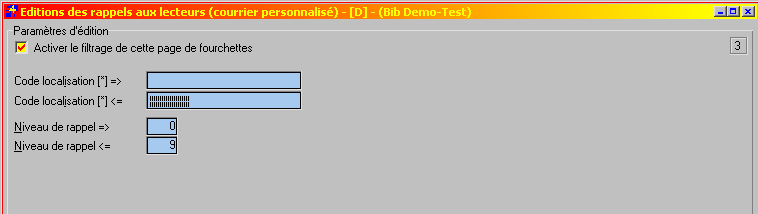 Editions des rappels aux lecteurs (courrier personnalisé) - [D] - (Bib Demo-Test)
Paramètres d'édition
Activer le filtrage de cette page de fourchettes
3
Code localisation [*] =>
Code localisation [*] <=
Niveau de rappel => 0
Niveau de rappel <= 9